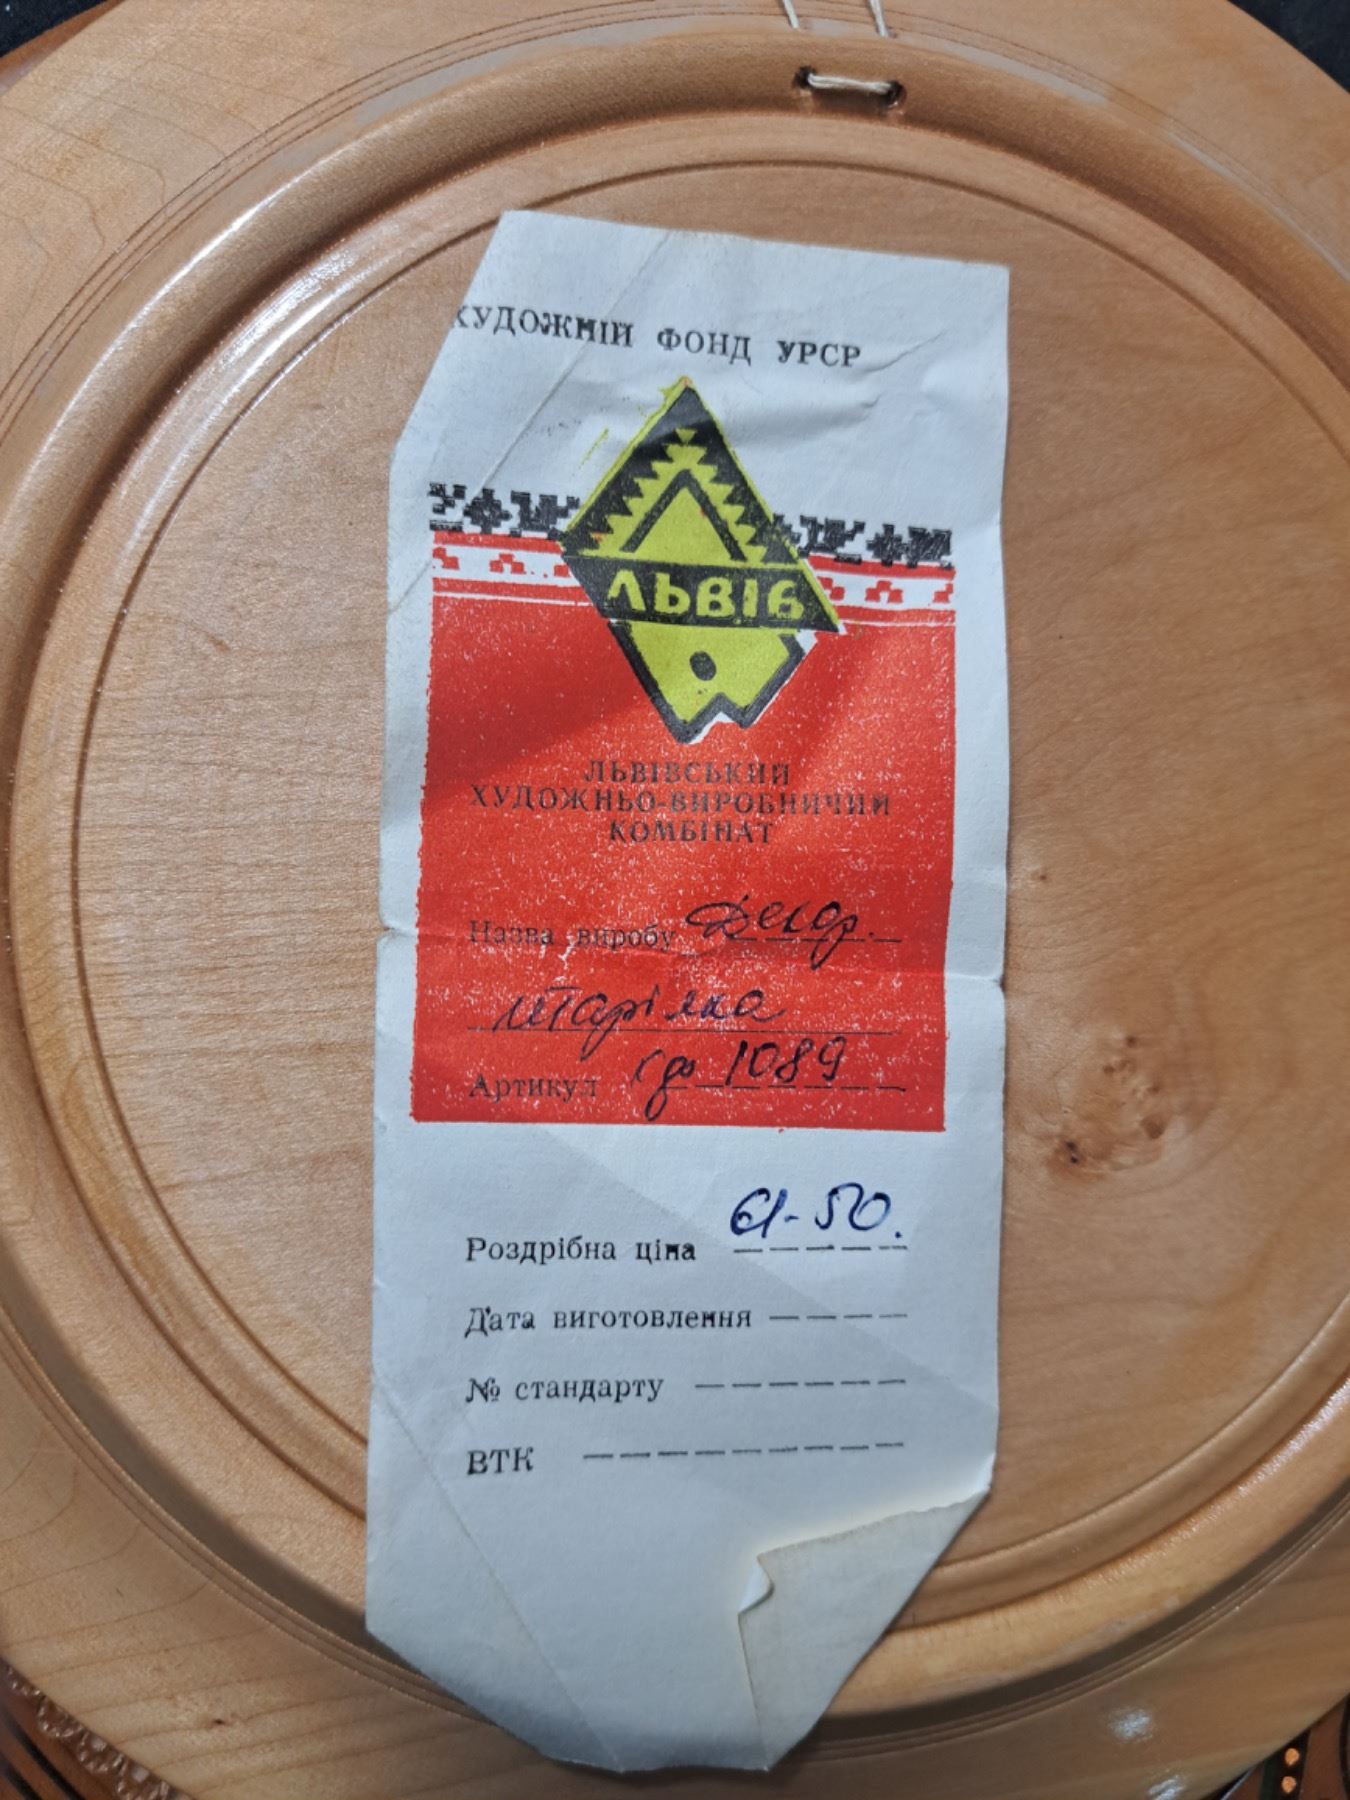 ХУДОЖНІЙ ФОНД УРСР
ЛЬВІВ
ЛЬВІВСЬКИЙ
ХУДОЖНЬО-ВИРОБНИЧИЙ
КОМБІНАТ
Назва виробу Декор.
тарілка
Артикул 1089
Роздрібна ціна 61-50.
Дата виготовлення
№ стандарту
ВТК